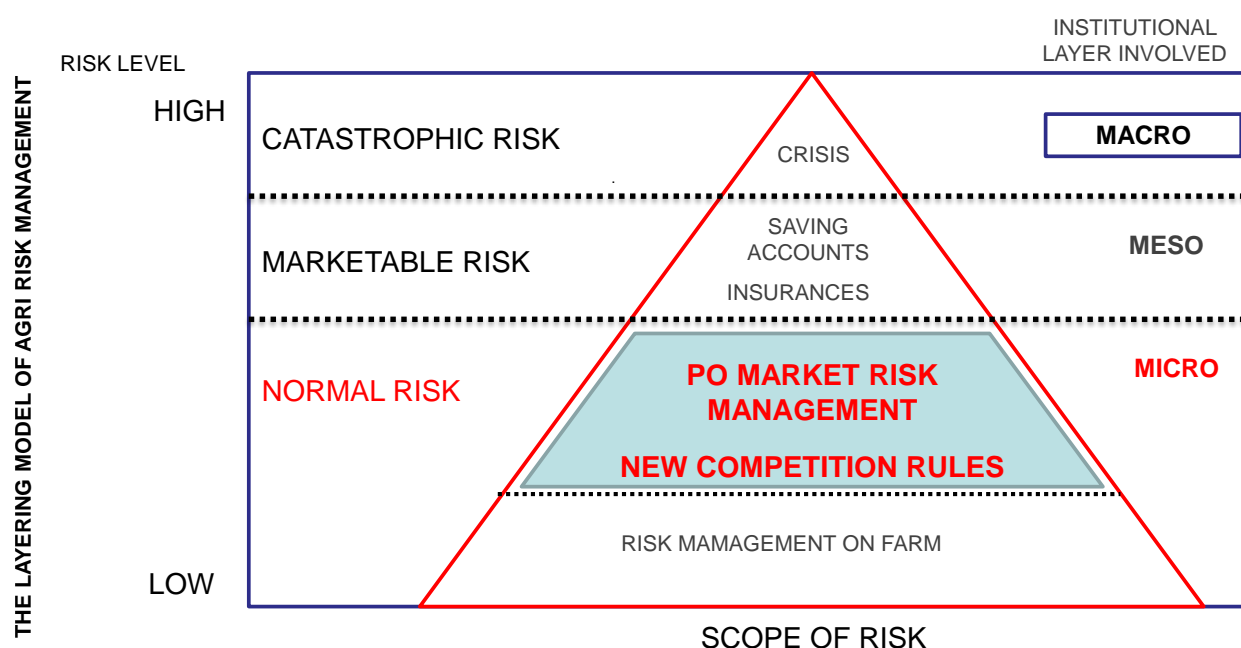 THE LAYERING MODEL OF AGRI RISK MANAGEMENT
RISK LEVEL
INSTITUTIONAL
LAYER INVOLVED
HIGH
CATASTROPHIC RISK
CRISIS
MACRO
MARKETABLE RISK
SAVING
ACCOUNTS
INSURANCES
MESO
NORMAL RISK
PO MARKET RISK
MANAGEMENT
NEW COMPETITION RULES
MICRO
RISK MAMAGEMENT ON FARM
LOW
SCOPE OF RISK